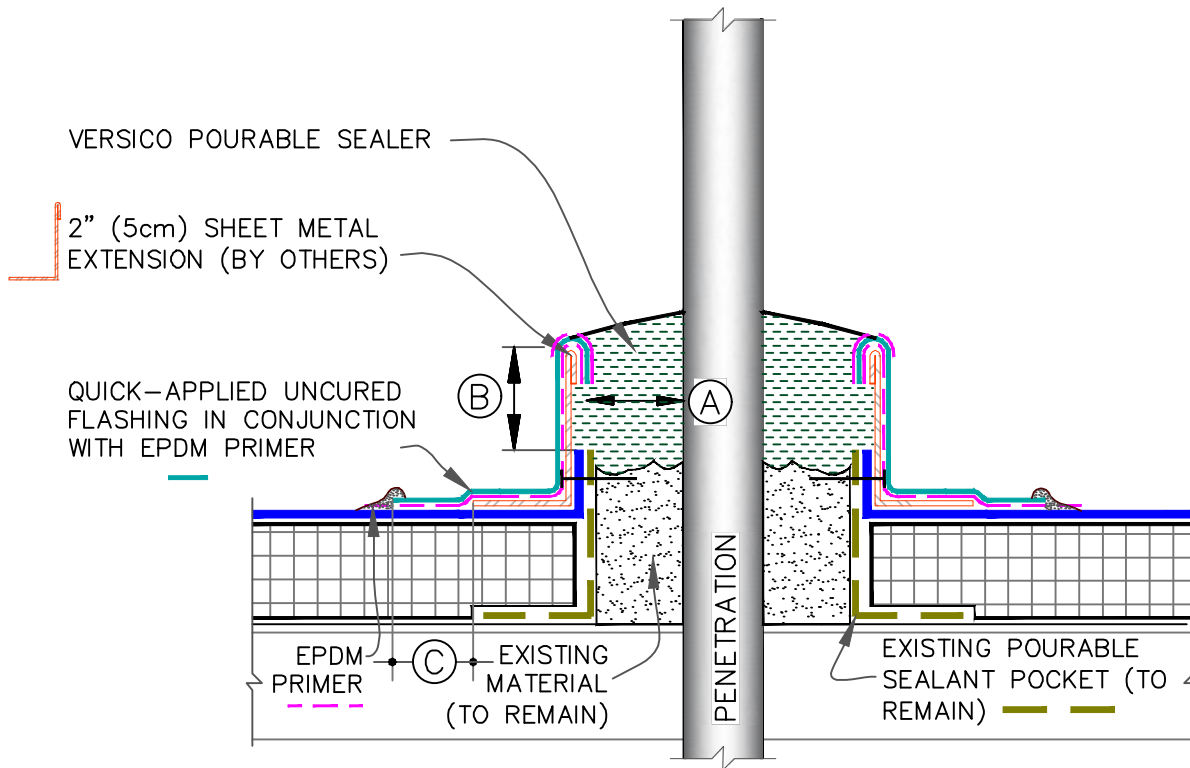 VERSICO POURABLE SEALER
2” (5cm) SHEET METAL
EXTENSION (BY OTHERS)
QUICK-APPLIED UNCURED
FLASHING IN CONJUNCTION
WITH EPDM PRIMER
B
A
PENETRATION
EPDM
PRIMER
C
EXISTING
MATERIAL
(TO REMAIN)
EXISTING POURABLE
SEALANT POCKET (TO
REMAIN)